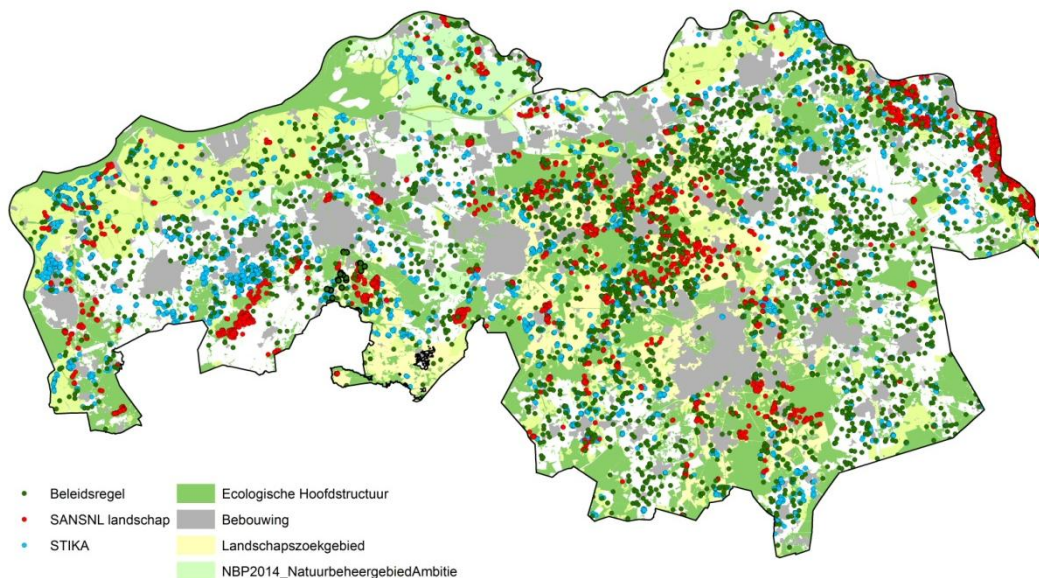 Beleidsregel
SANSNL landschap
STIKA
Ecologische Hoofdstructuur
Bebouwing
Landschapszoekgebied
NBP2014_NatuurbeheergebiedAmbitie